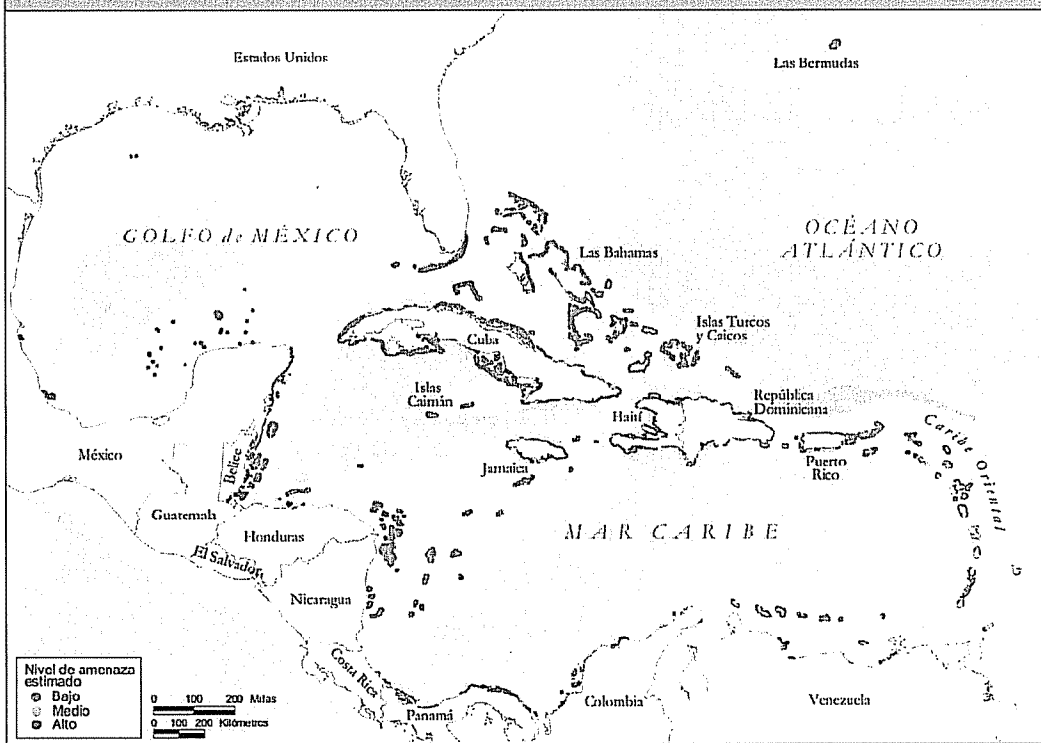 Estados Unidos
Las Bermudas
GOLFO de MÉXICO
OCÉANO
ATLÁNTICO
Las Bahamas
Islas Turcos
y Caicos
Cuba
Islas
Caimán
República
Dominicana
Haití
Caribe Oriental
México
Belice
Jamaica
Puerto
Rico
Guatemala
Honduras
MAR CARIBE
El Salvador
Nicaragua
Costa Rica
Panamá
Colombia
Venezuela
Nivel de amenaza
estimado
Bajo
Medio
Alto
0 100 200 Millas
0 100 200 Kilómetros